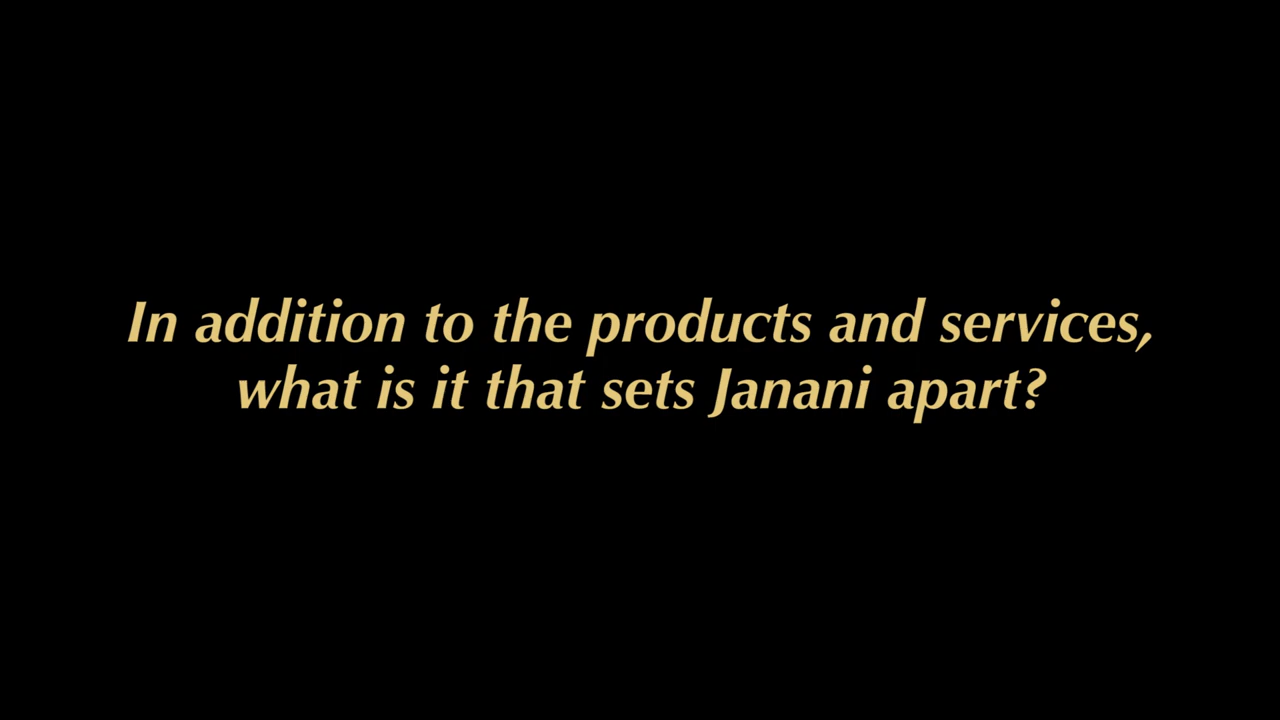 In addition to the products and services,
what is it that sets Janani apart?